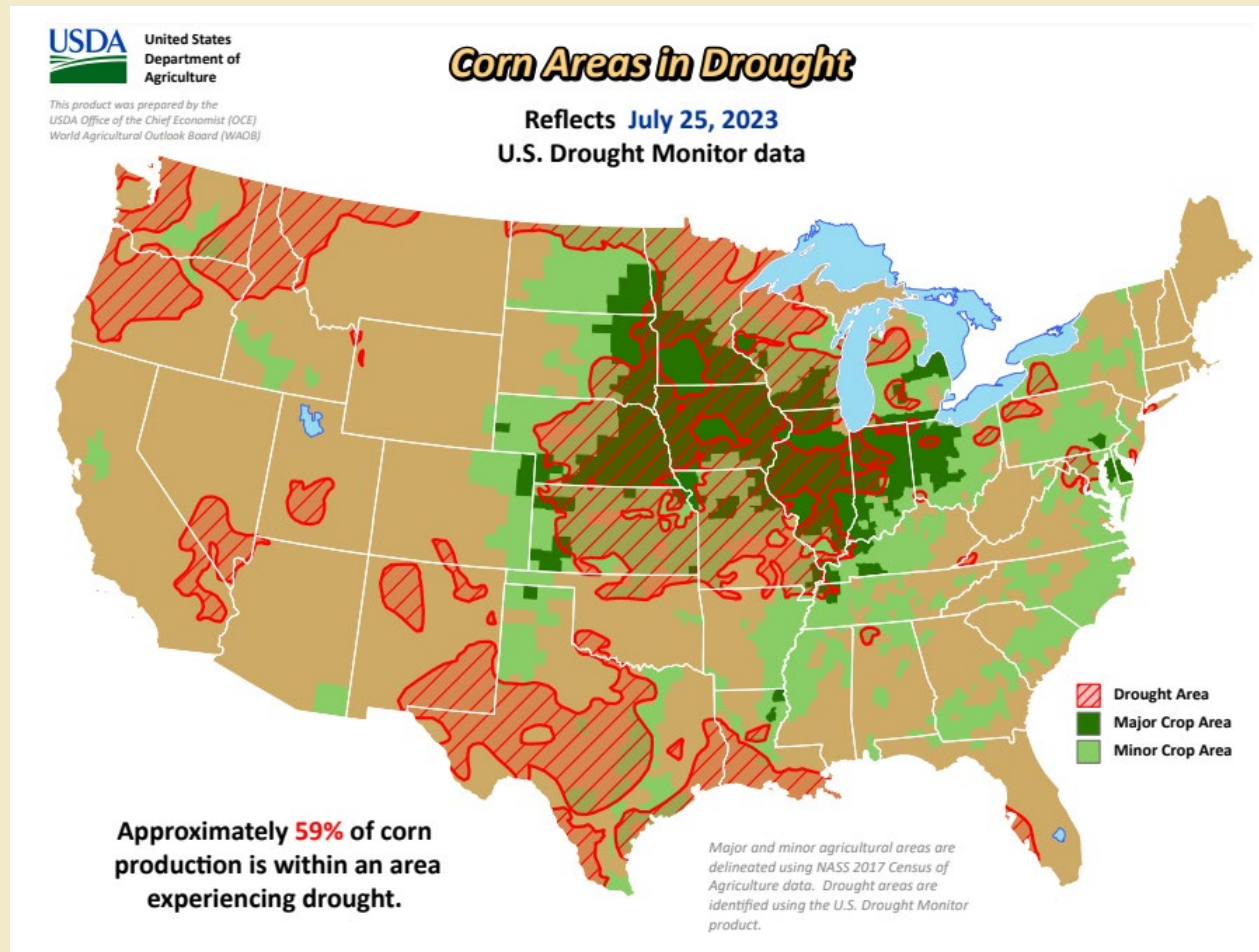 USDA
United States
Department of
Agriculture
This product was prepared by the
USDA Office of the Chief Economist (OCE)
World Agricultural Outlook Board (WAOB)
Corn Areas in Drought
Reflects July 25, 2023
U.S. Drought Monitor data
Drought Area
Major Crop Area
Minor Crop Area
Approximately 59% of corn
production is within an area
experiencing drought.
Major and minor agricultural areas are
delineated using NASS 2017 Census of
Agriculture data. Drought areas are
identified using the U.S. Drought Monitor
product.